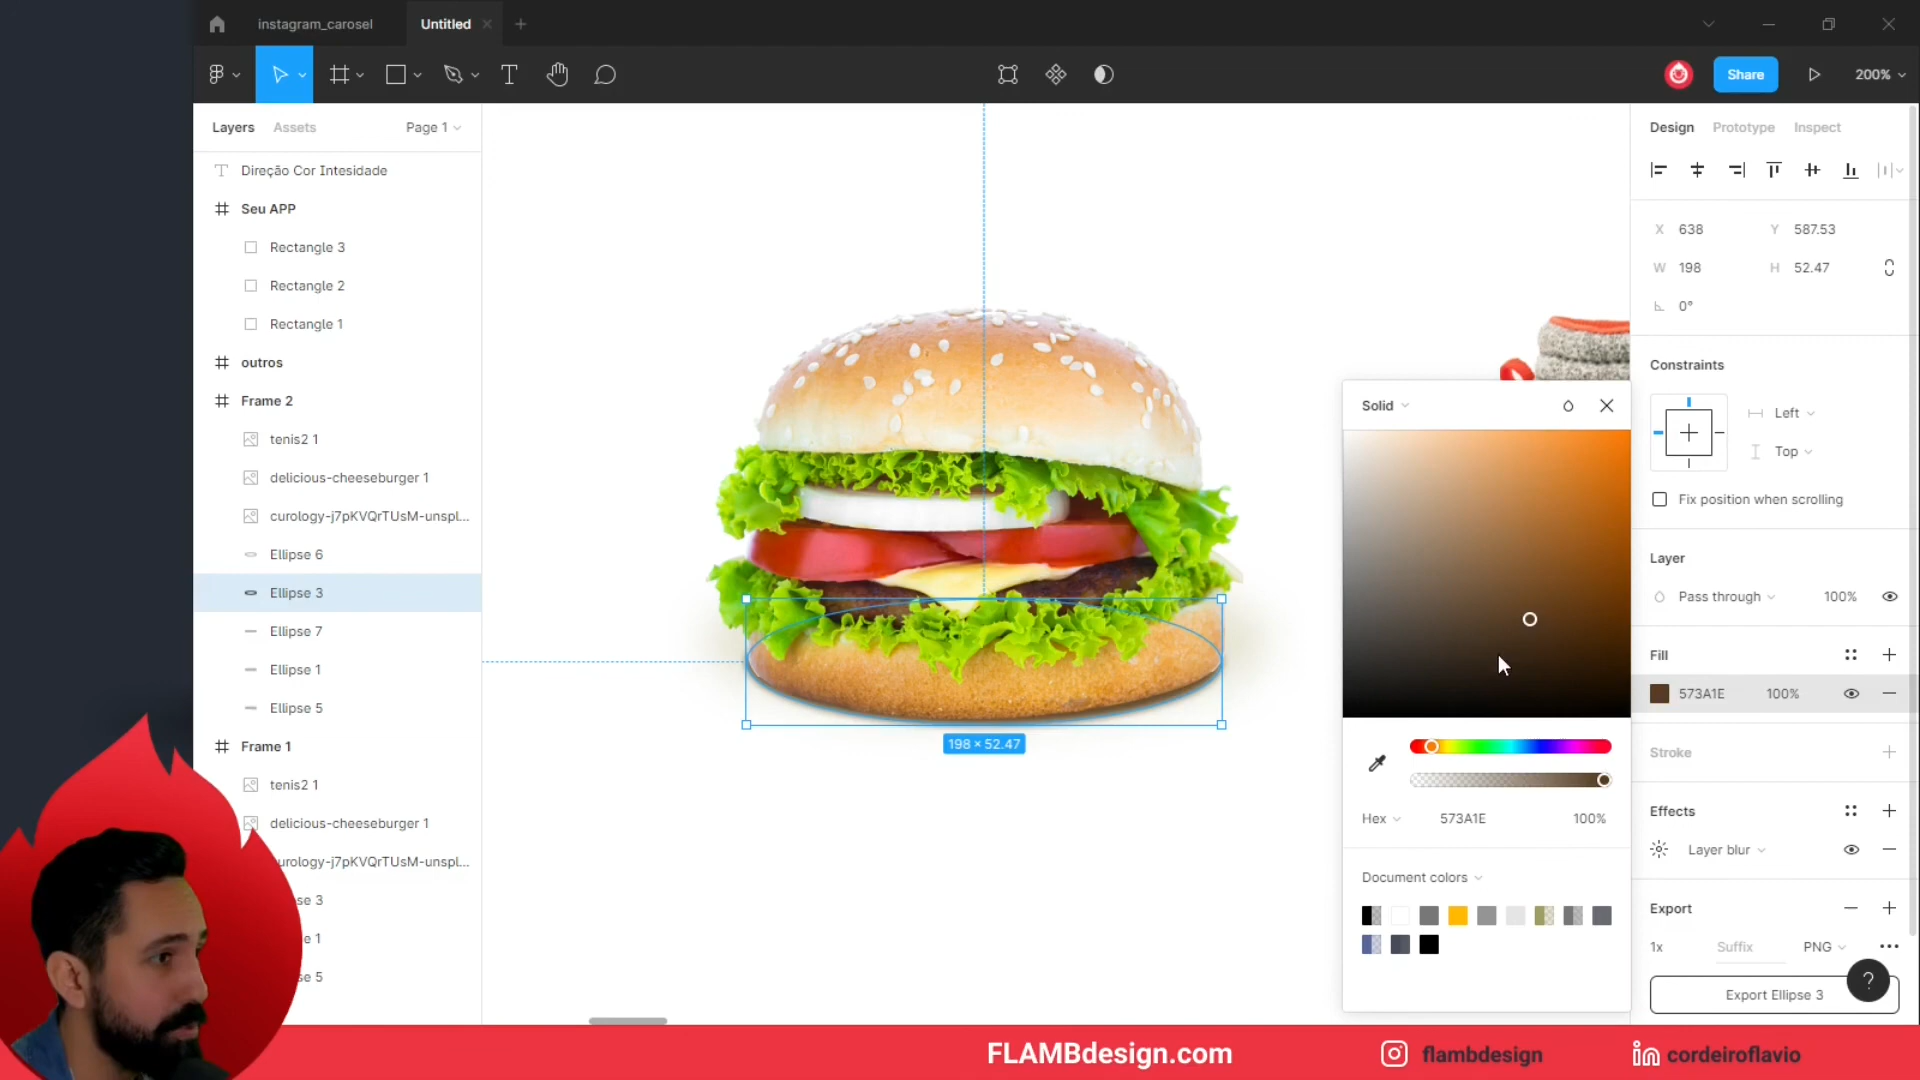 instagram_carosel
Untitled
Share
200%
Layers
Assets
Page 1
Direção Cor Intesidade
Seu APP
Rectangle 3
Rectangle 2
Rectangle 1
outros
Frame 2
tenis2 1
delicious-cheeseburger 1
curology-j7pKVQrTUsM-unspl...
Ellipse 6
Ellipse 3
Ellipse 7
Ellipse 1
Ellipse 5
Frame 1
tenis2 1
delicious-cheeseburger 1
urology-j7pKVQrTUsM-unspl...
se 3
e 1
se 5
198 × 52.47
Solid
Hex
573A1E
100%
Document colors
Design
Prototype
Inspect
X 638
Y 587.53
W 198
H 52.47
0°
Constraints
Left
Top
Fix position when scrolling
Layer
Pass through
100%
Fill
573A1E
100%
Stroke
Effects
Layer blur
Export
1x
Suffix
PNG
?
Export Ellipse 3
FLAMBdesign.com
flambdesign
in cordeiroflavio